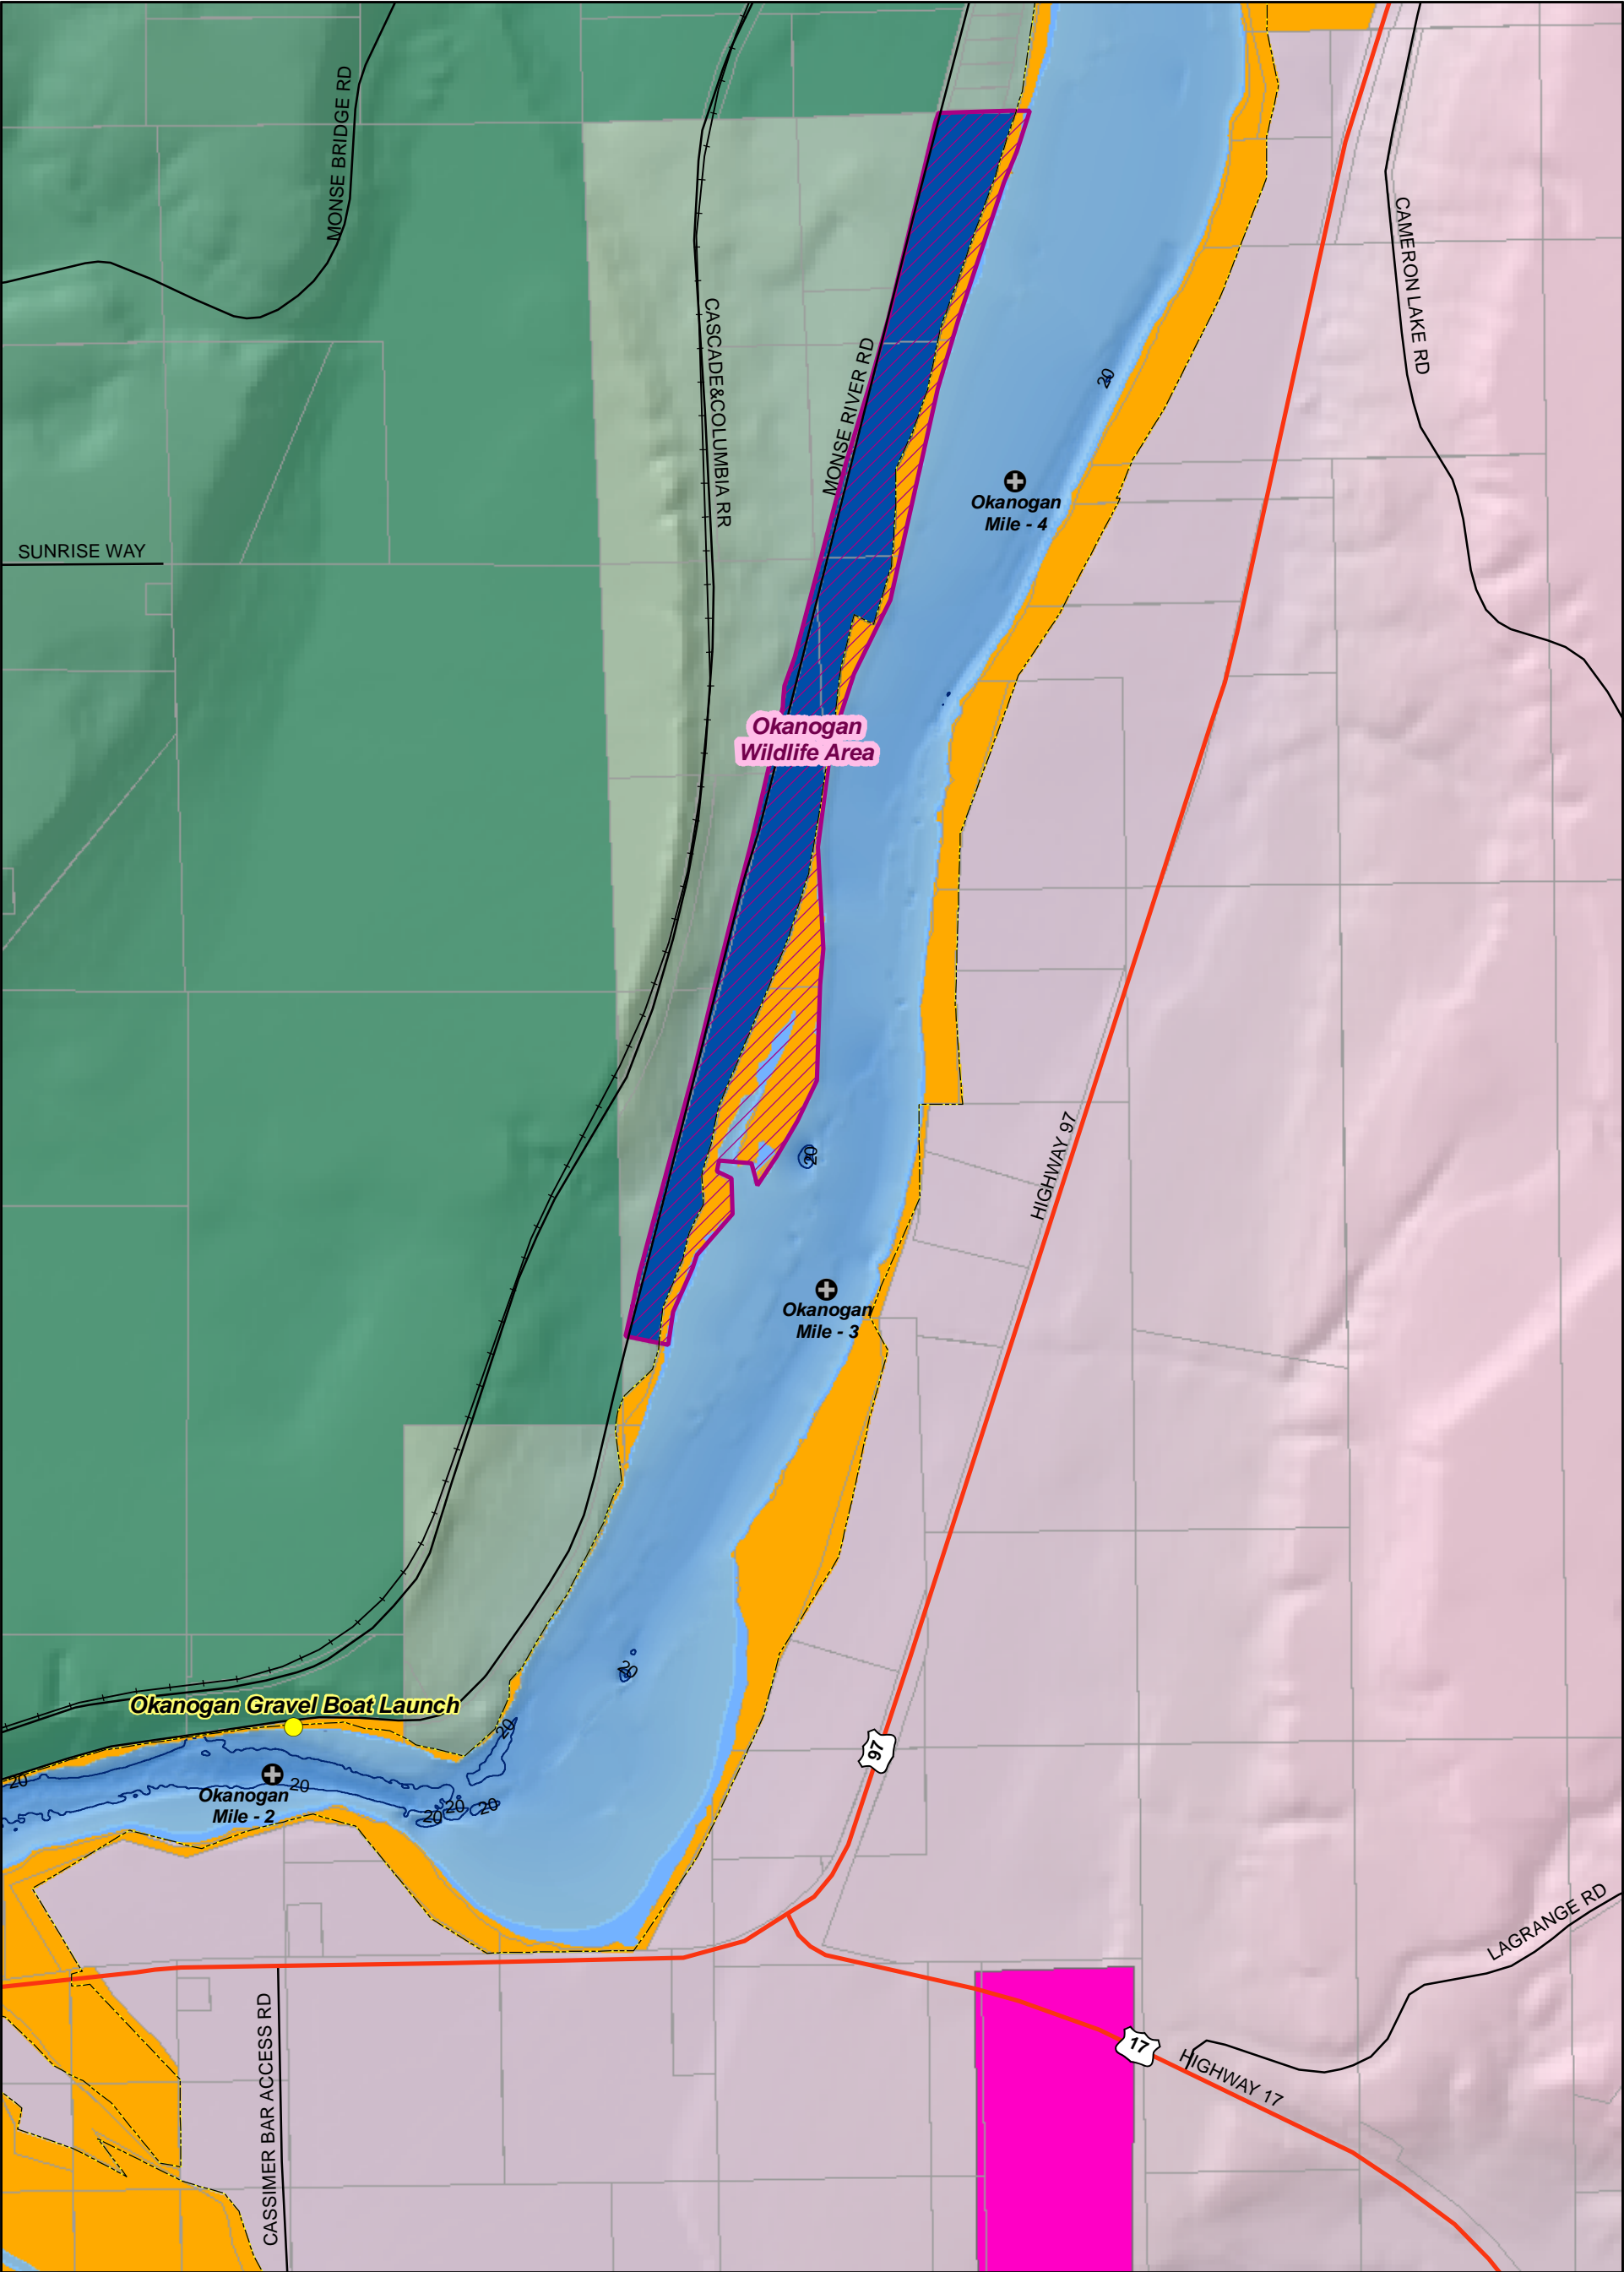 MONSE BRIDGE RD
CAMERON LAKE RD
CASCADE&COLUMBIA RR
MONSE RIVER RD
20
Okanogan
Mile - 4
SUNRISE WAY
Okanogan
Wildlife Area
HIGHWAY 97
20
Okanogan
Mile - 3
20
Okanogan Gravel Boat Launch
20
97
20
20
Okanogan
Mile - 2
20
20
20
LAGRANGE RD
CASSIMER BAR ACCESS RD
17
HIGHWAY 17